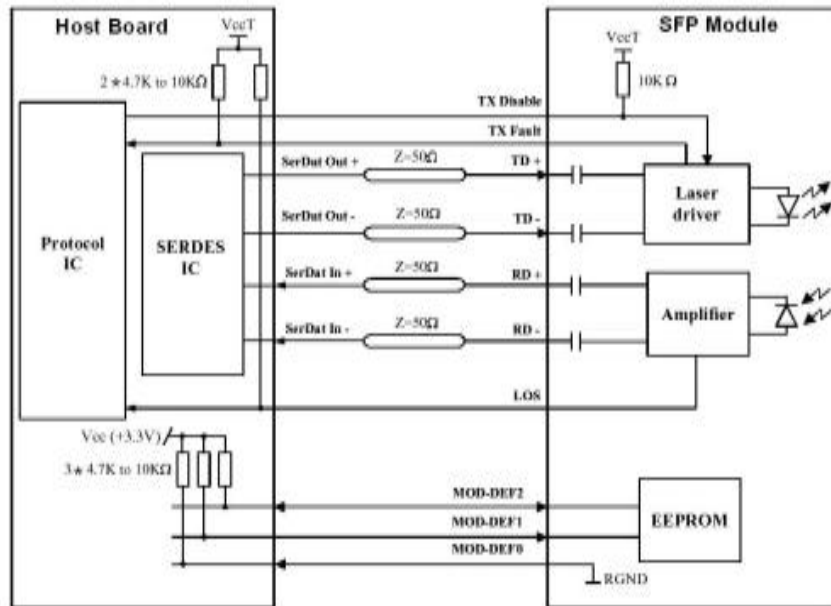 Host Board
SFP Module
VccT
VccT
2*4.7K to 10KΩ
10KΩ
TX Disable
TX Fault
SerDat Out +
Z=50Ω
TD +
SerDat Out -
Z=50Ω
TD -
Laser
driver
Protocol
IC
SERDES
IC
SerDat In +
Z=50Ω
RD +
Amplifier
SerDat In -
Z=50Ω
RD -
LOS
Vcc (+3.3V)
3*4.7K to 10KΩ
MOD-DEF2
MOD-DEF1
MOD-DEF0
EEPROM
RGND